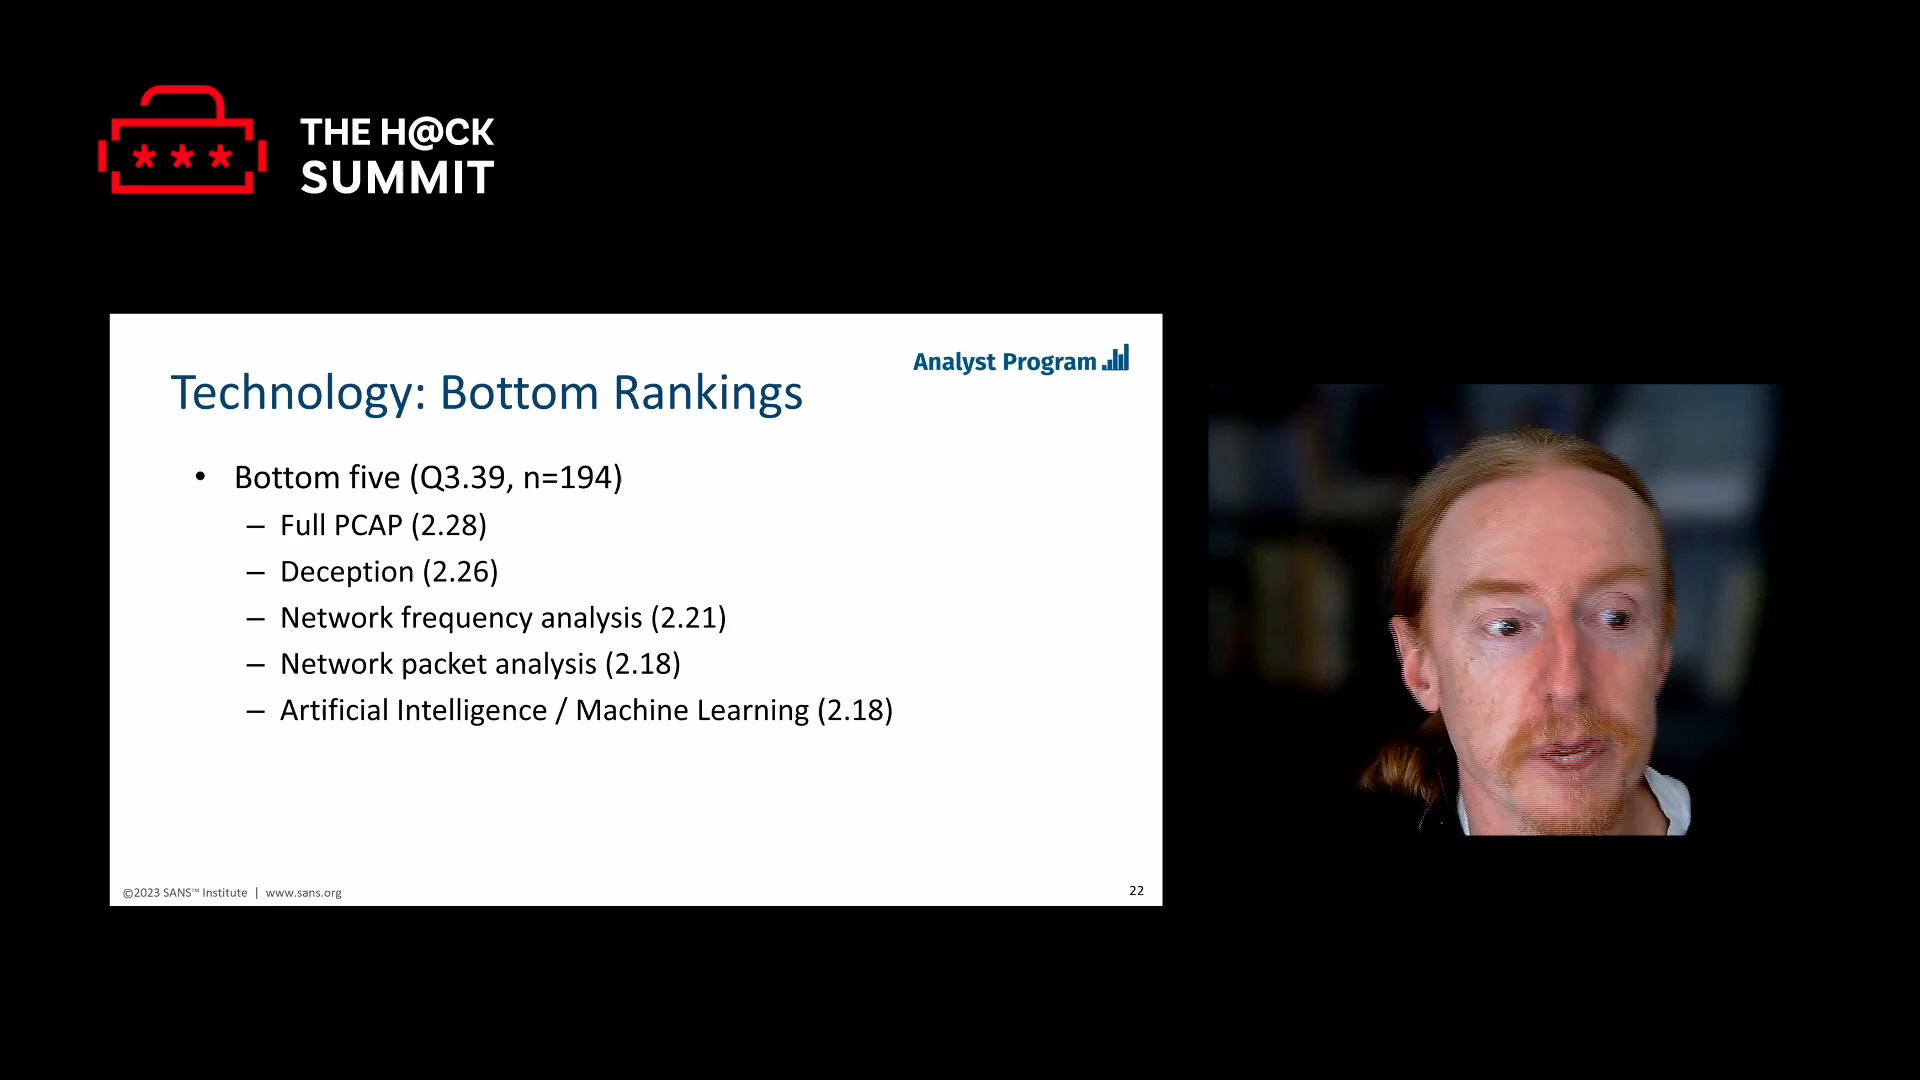 THE H@CK
SUMMIT
Analyst Program
Technology: Bottom Rankings
• Bottom five (Q3.39, n=194)
– Full PCAP (2.28)
– Deception (2.26)
– Network frequency analysis (2.21)
– Network packet analysis (2.18)
– Artificial Intelligence / Machine Learning (2.18)
©2023 SANS™ Institute | www.sans.org
22